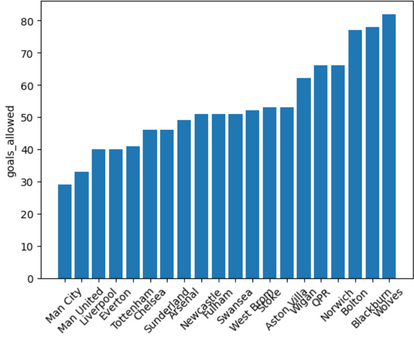 goals_allowed
80
70
60
50
40
30
20
10
0
Man City
Man United
Liverpool
Everton
Tottenham
Chelsea
Sunderland
Arsenal
Newcastle
Fulham
Swansea
West Brom
Stoke
Aston Villa
Wigan
QPR
Norwich
Bolton
Blackburn
Wolves